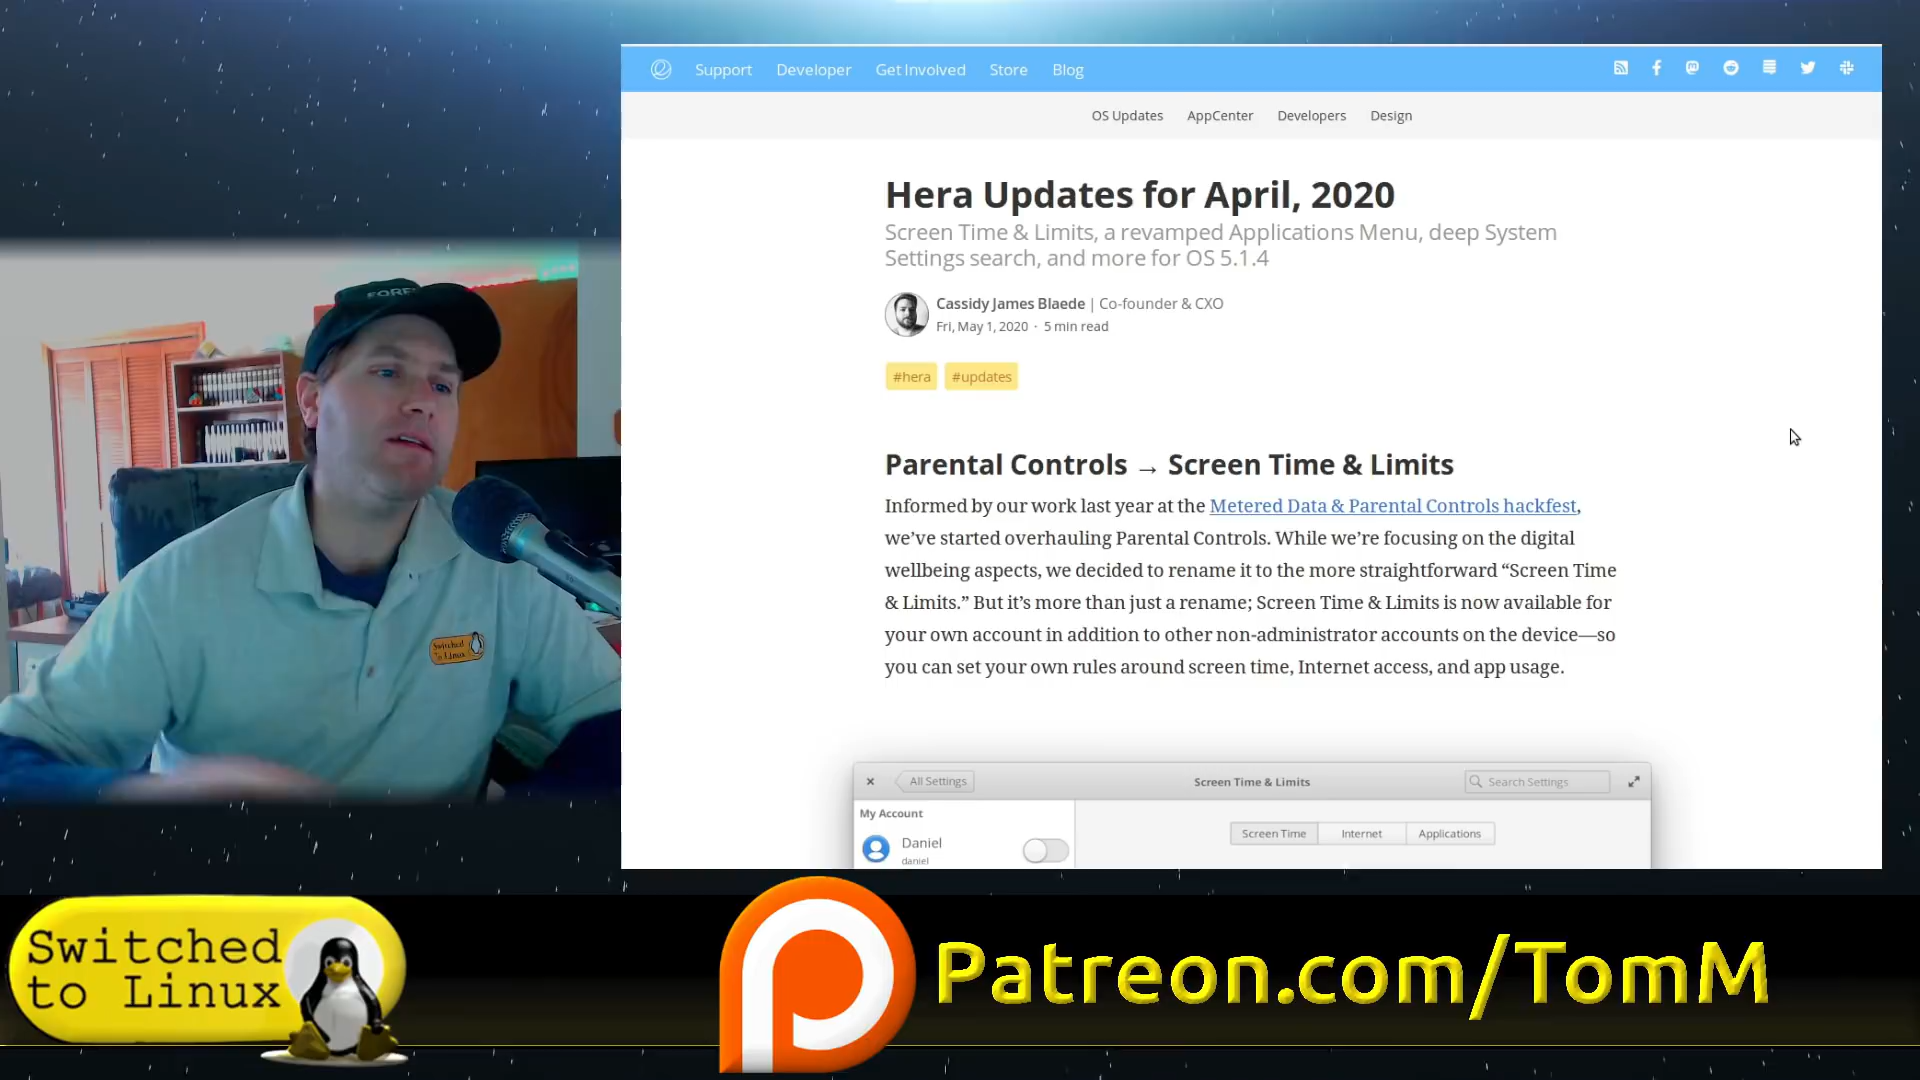 Support Developer Get Involved Store Blog
OS Updates AppCenter Developers Design
Hera Updates for April, 2020
Screen Time & Limits, a revamped Applications Menu, deep System
Settings search, and more for OS 5.1.4
Cassidy James Blaede | Co-founder & CXO
Fri, May 1, 2020 · 5 min read
#hera #updates
Parental Controls → Screen Time & Limits
Informed by our work last year at the Metered Data & Parental Controls hackfest,
we’ve started overhauling Parental Controls. While we’re focusing on the digital
wellbeing aspects, we decided to rename it to the more straightforward “Screen Time
& Limits.” But it’s more than just a rename; Screen Time & Limits is now available for
your own account in addition to other non-administrator accounts on the device—so
you can set your own rules around screen time, Internet access, and app usage.
All Settings Screen Time & Limits Search Settings
My Account
Screen Time Internet Applications
Daniel
daniel
Switched
to Linux
Switched
to Linux
Patreon.com/TomM